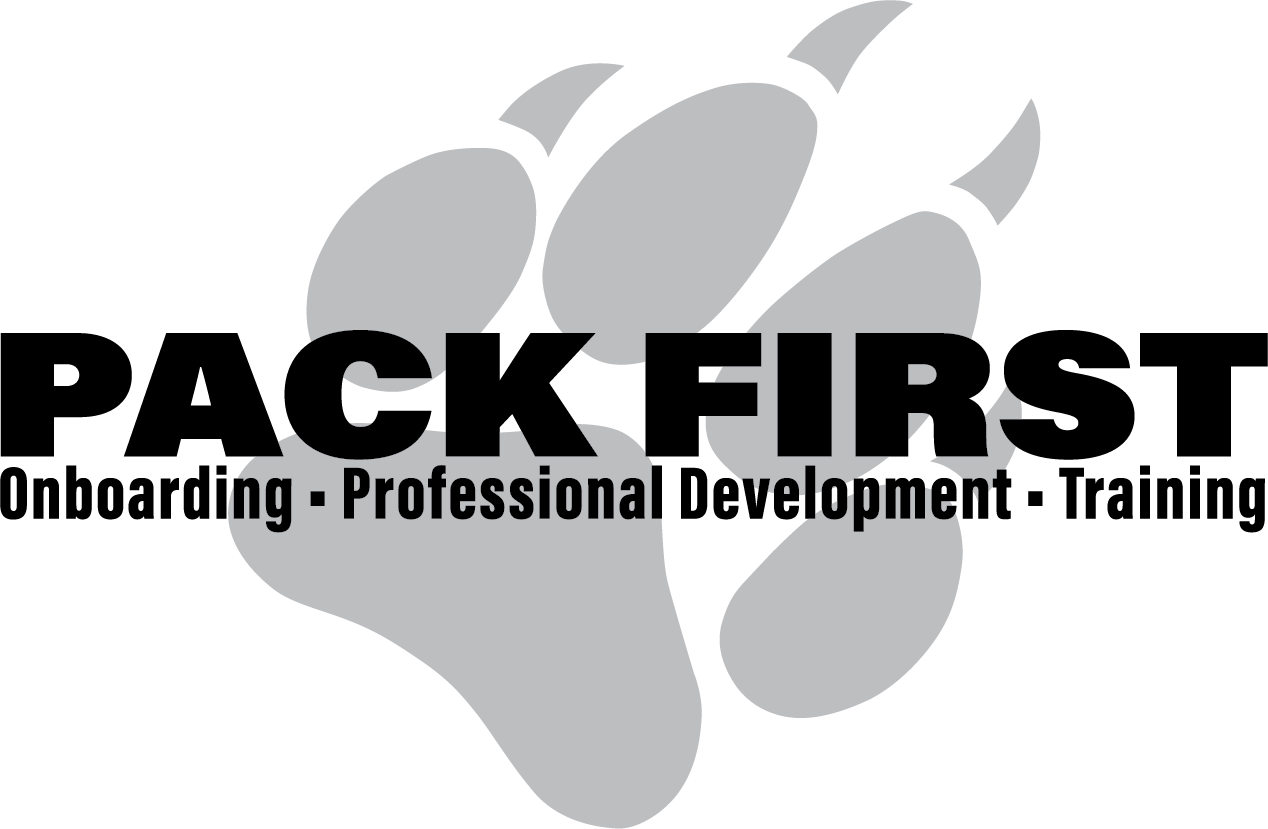 PACK FIRST
Onboarding ▪ Professional Development ▪ Training